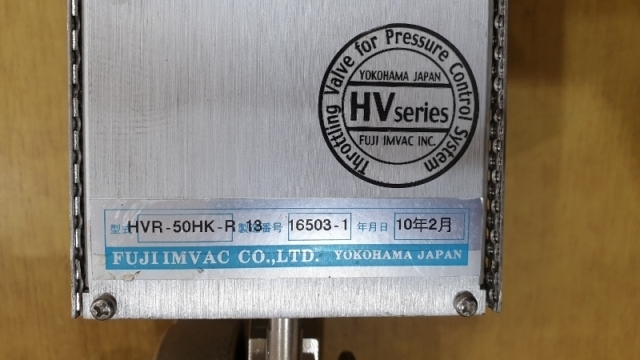 Throttling Valve for Pressure Control System
YOKOHAMA JAPAN
HV series
FUJI IMVAC INC.
型式 HVR-50HK-R 13 製造番号 16503-1 年月日 10年2月
FUJI IMVAC CO.,LTD. YOKOHAMA JAPAN